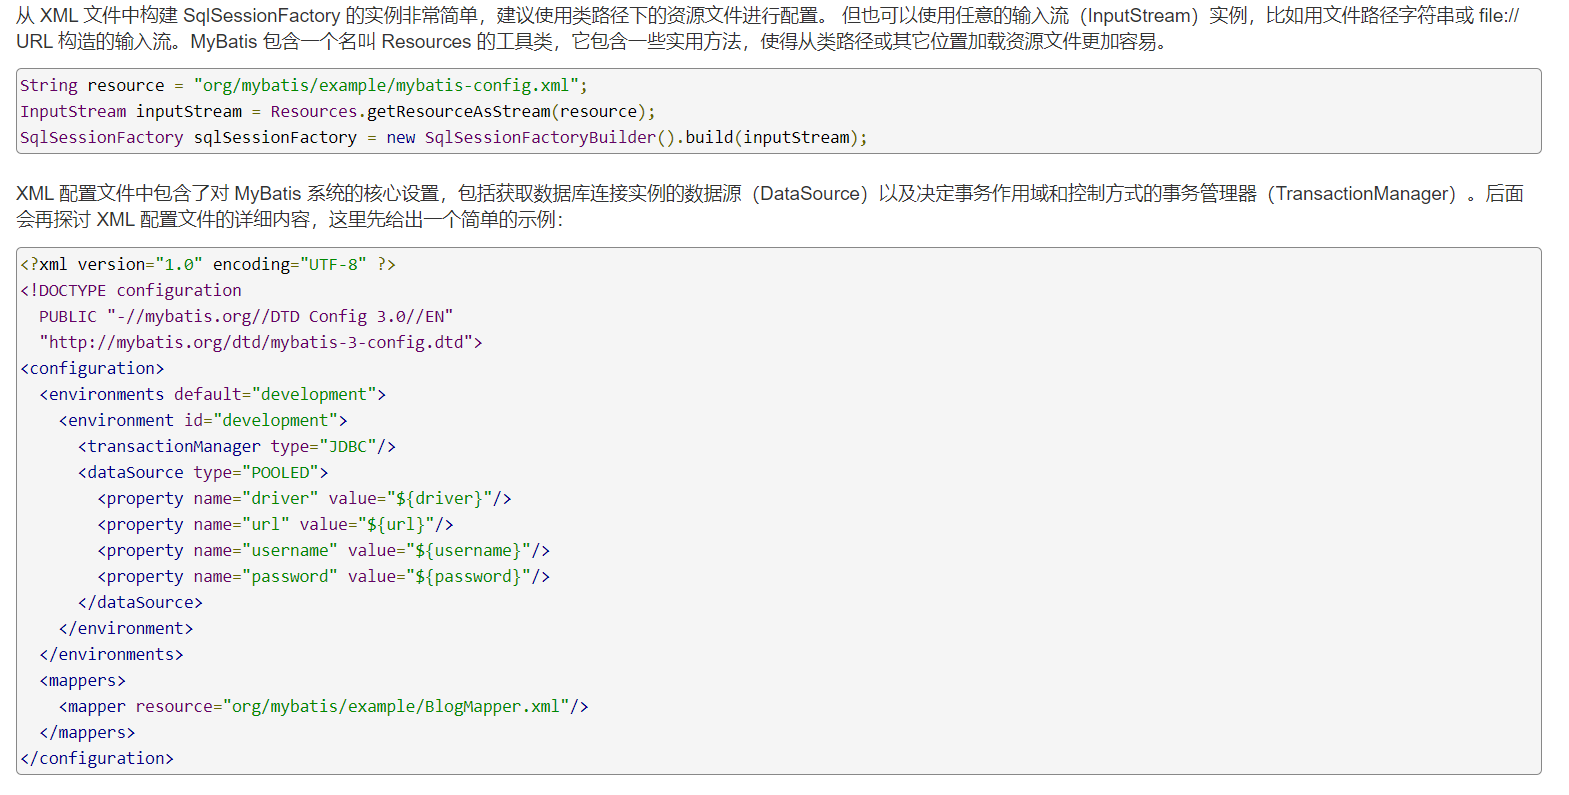 从 XML 文件中构建 SqlSessionFactory 的实例非常简单，建议使用类路径下的资源文件进行配置。 但也可以使用任意的输入流（InputStream）实例，比如用文件路径字符串或 file://
URL 构造的输入流。MyBatis 包含一个名叫 Resources 的工具类，它包含一些实用方法，使得从类路径或其它位置加载资源文件更加容易。
String resource = "org/mybatis/example/mybatis-config.xml";
InputStream inputStream = Resources.getResourceAsStream(resource);
SqlSessionFactory sqlSessionFactory = new SqlSessionFactoryBuilder().build(inputStream);
XML 配置文件中包含了对 MyBatis 系统的核心设置，包括获取数据库连接实例的数据源（DataSource）以及决定事务作用域和控制方式的事务管理器（TransactionManager）。后面
会再探讨 XML 配置文件的详细内容，这里先给出一个简单的示例：
<?xml version="1.0" encoding="UTF-8" ?>
<!DOCTYPE configuration
  PUBLIC "-//mybatis.org//DTD Config 3.0//EN"
  "http://mybatis.org/dtd/mybatis-3-config.dtd">
<configuration>
  <environments default="development">
    <environment id="development">
      <transactionManager type="JDBC"/>
      <dataSource type="POOLED">
        <property name="driver" value="${driver}"/>
        <property name="url" value="${url}"/>
        <property name="username" value="${username}"/>
        <property name="password" value="${password}"/>
      </dataSource>
    </environment>
  </environments>
  <mappers>
    <mapper resource="org/mybatis/example/BlogMapper.xml"/>
  </mappers>
</configuration>